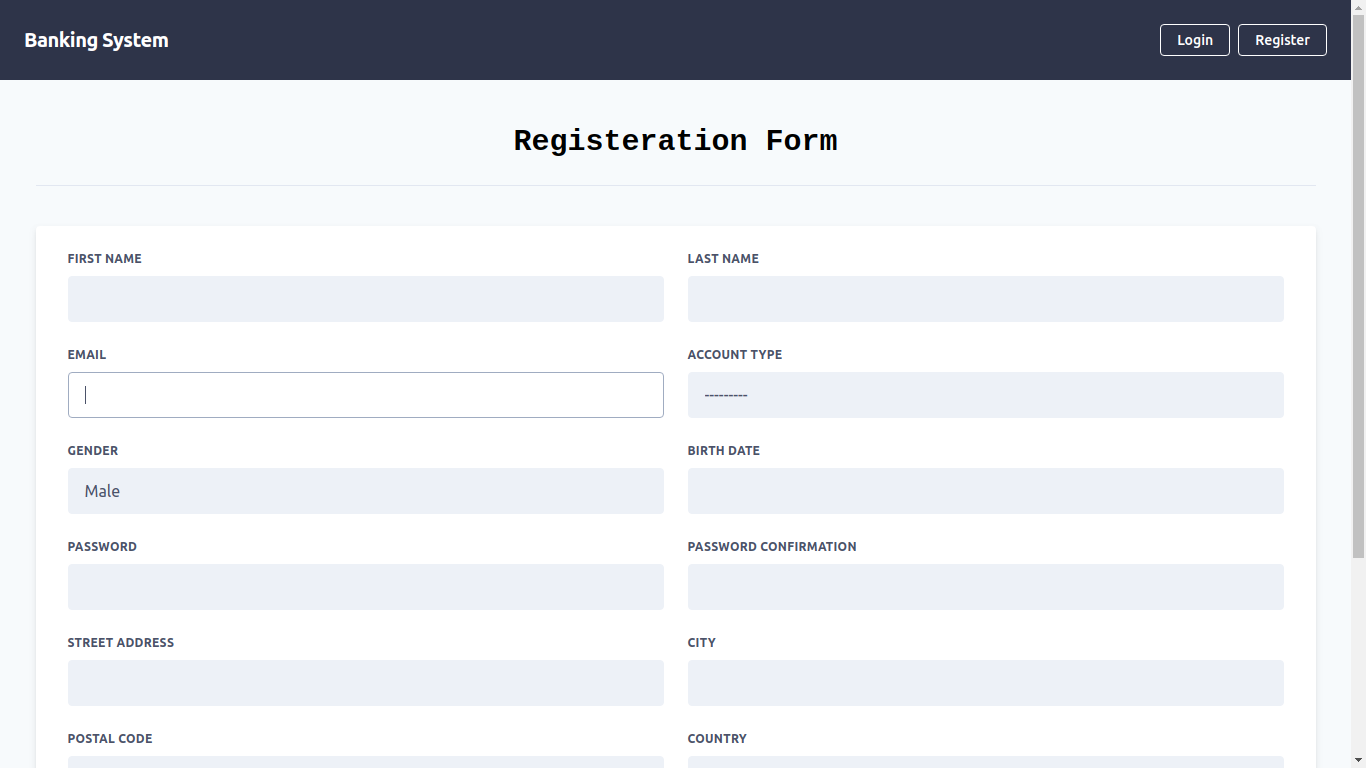 Banking System
Login
Register
Registeration Form
FIRST NAME
LAST NAME
EMAIL
ACCOUNT TYPE
---------
GENDER
BIRTH DATE
Male
PASSWORD
PASSWORD CONFIRMATION
STREET ADDRESS
CITY
POSTAL CODE
COUNTRY